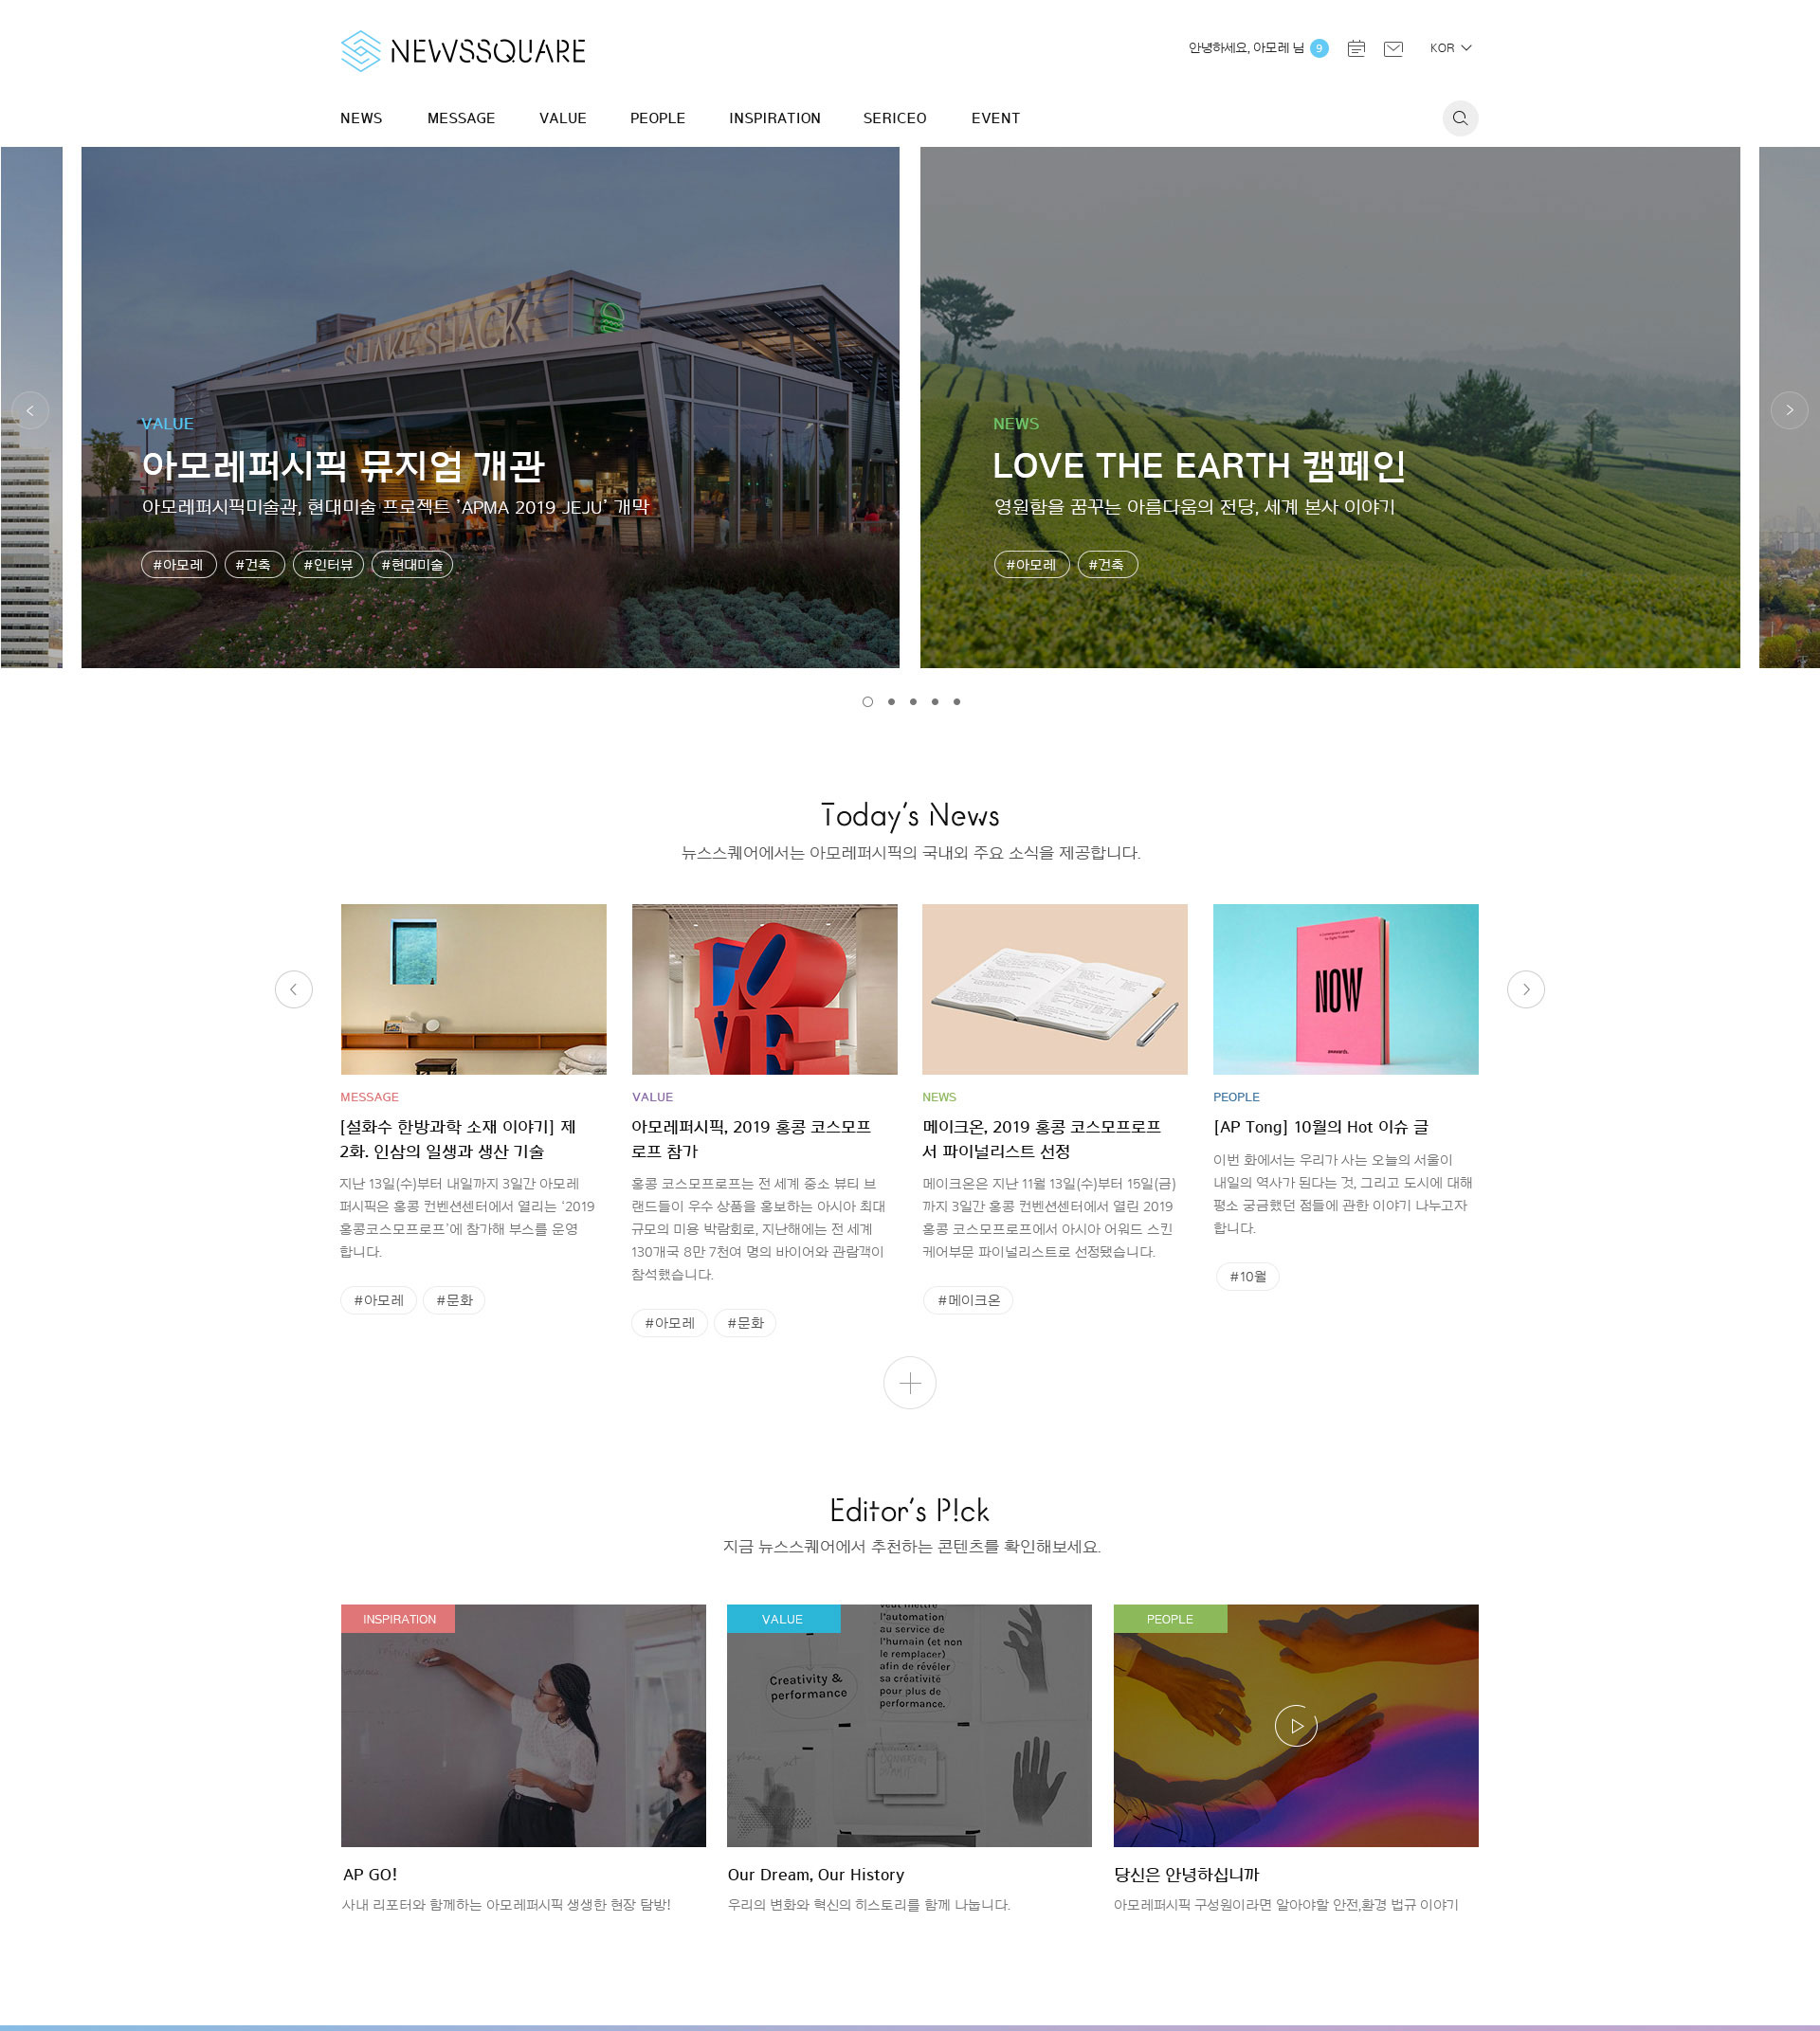 NEWSSQUARE
안녕하세요, 아모레 님 9
KOR
NEWS MESSAGE VALUE PEOPLE INSPIRATION SERICEO EVENT
SHAKE SHACK
VALUE
아모레퍼시픽 뮤지엄 개관
아모레퍼시픽미술관, 현대미술 프로젝트 'APMA 2019 JEJU' 개막
#아모레 #건축 #인터뷰 #현대미술
NEWS
LOVE THE EARTH 캠페인
영원함을 꿈꾸는 아름다움의 전당, 세계 본사 이야기
#아모레 #건축
Today's News
뉴스스퀘어에서는 아모레퍼시픽의 국내외 주요 소식을 제공합니다.
MESSAGE
[설화수 한방과학 소재 이야기] 제
2화. 인삼의 일생과 생산 기술
지난 13일(수)부터 내일까지 3일간 아모레
퍼시픽은 홍콩 컨벤션센터에서 열리는 '2019
홍콩코스모프로프'에 참가해 부스를 운영
합니다.
#아모레 #문화
LOVE
VALUE
아모레퍼시픽, 2019 홍콩 코스모프
로프 참가
홍콩 코스모프로프는 전 세계 중소 뷰티 브
랜드들이 우수 상품을 홍보하는 아시아 최대
규모의 미용 박람회로, 지난해에는 전 세계
130개국 8만 7천여 명의 바이어와 관람객이
참석했습니다.
#아모레 #문화
NEWS
메이크온, 2019 홍콩 코스모프로프
서 파이널리스트 선정
메이크온은 지난 11월 13일(수)부터 15일(금)
까지 3일간 홍콩 컨벤션센터에서 열린 2019
홍콩 코스모프로프에서 아시아 어워드 스킨
케어부문 파이널리스트로 선정됐습니다.
#메이크온
NOW
awwwards.
PEOPLE
[AP Tong] 10월의 Hot 이슈 글
이번 화에서는 우리가 사는 오늘의 서울이
내일의 역사가 된다는 것, 그리고 도시에 대해
평소 궁금했던 점들에 관한 이야기 나누고자
합니다.
#10월
Editor's P!ck
지금 뉴스스퀘어에서 추천하는 콘텐츠를 확인해보세요.
INSPIRATION
AP GO!
사내 리포터와 함께하는 아모레퍼시픽 생생한 현장 탐방!
VALUE
veut mettre
l'automation
au service de
l'humain (et non
le remplacer)
afin de révéler
sa créativité
pour plus de
performance.
Creativity &
performance
Our Dream, Our History
우리의 변화와 혁신의 히스토리를 함께 나눕니다.
PEOPLE
당신은 안녕하십니까
아모레퍼시픽 구성원이라면 알아야할 안전,환경 법규 이야기